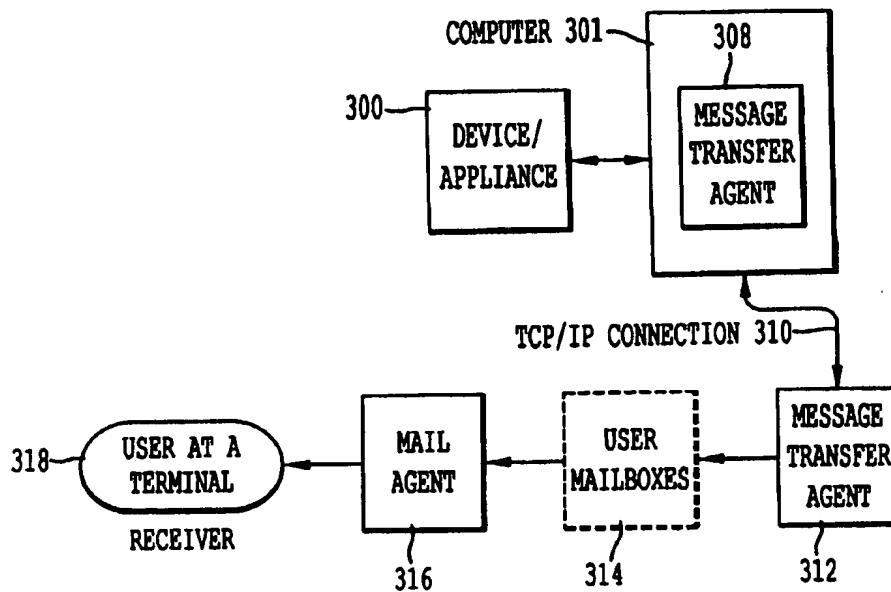 COMPUTER 301
308
300
DEVICE/
APPLIANCE
MESSAGE
TRANSFER
AGENT
TCP/IP CONNECTION 310
318
USER AT A
TERMINAL
RECEIVER
MAIL
AGENT
316
USER
MAILBOXES
314
MESSAGE
TRANSFER
AGENT
312